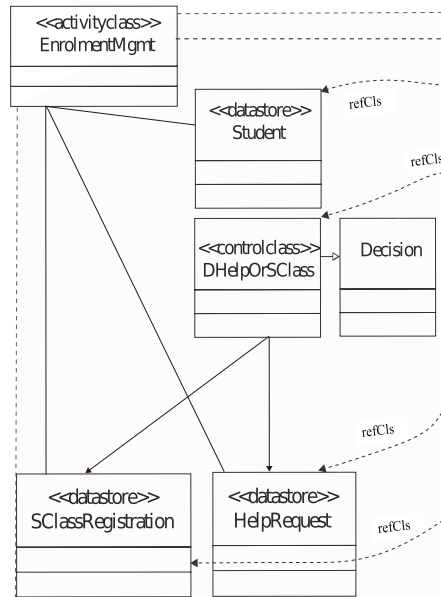 <<activityclass>>
EnrolmentMgmt
<<datastore>>
Student
refCls
refCls
<<controlclass>>
DHelpOrSClass
Decision
refCls
<<datastore>>
SClassRegistration
<<datastore>>
HelpRequest
refCls